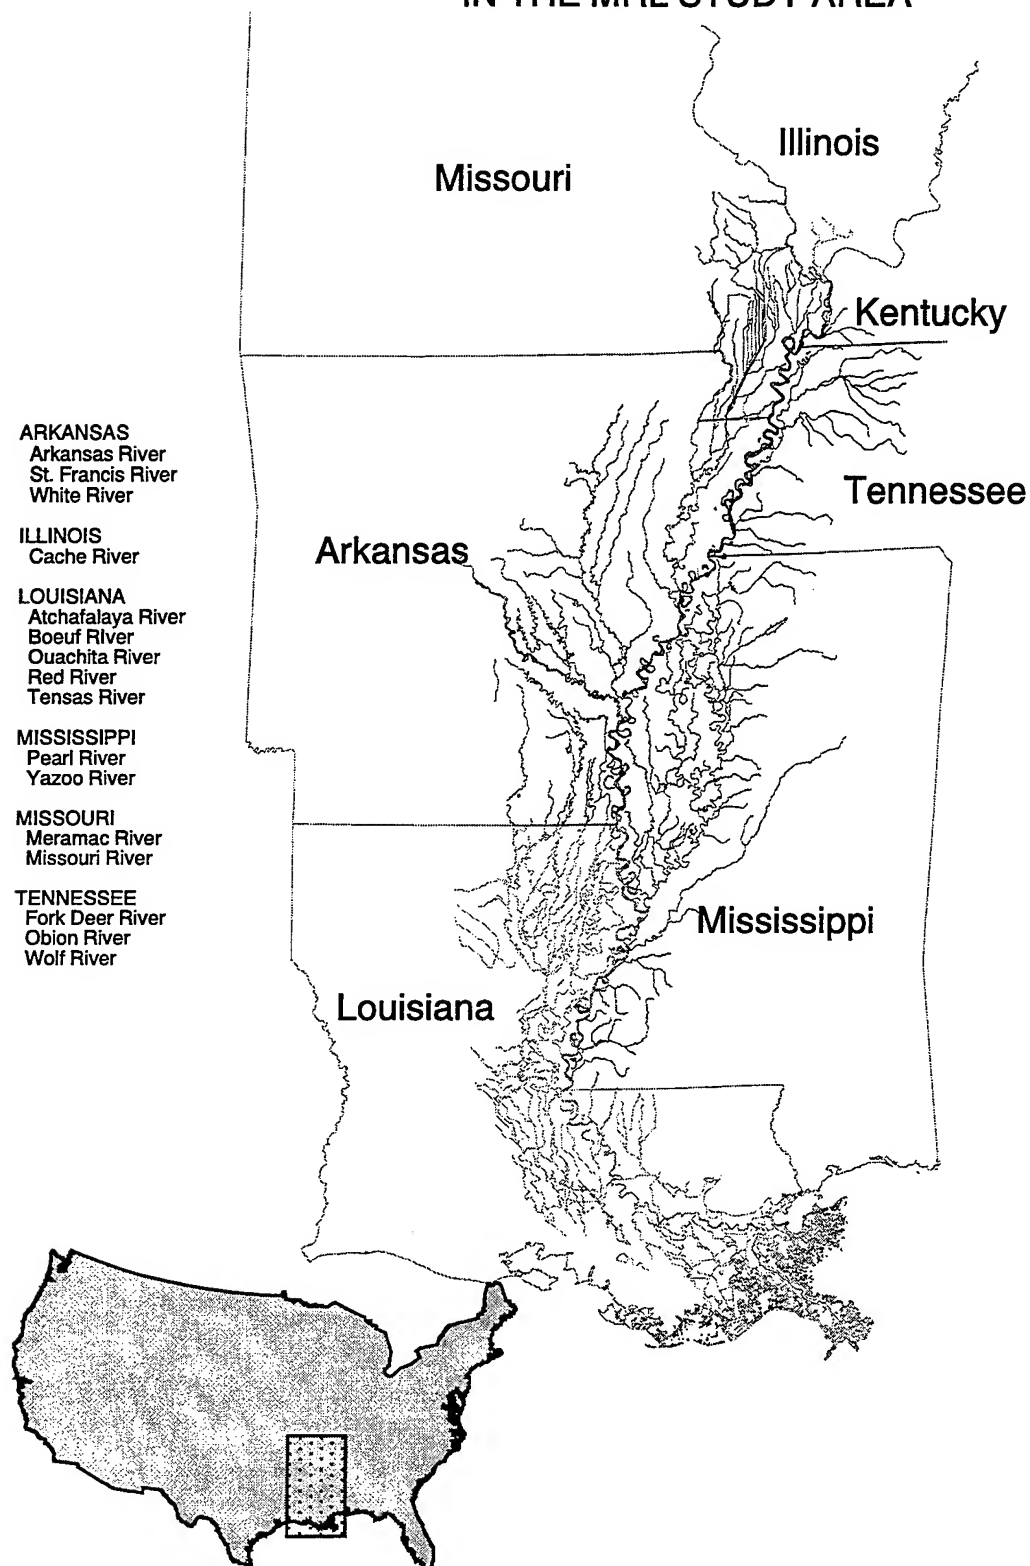 IN THE MRL STUDY AREA
Illinois
Missouri
Kentucky
Tennessee
Arkansas
Mississippi
Louisiana
ARKANSAS
Arkansas River
St. Francis River
White River
ILLINOIS
Cache River
LOUISIANA
Atchafalaya River
Boeuf River
Ouachita River
Red River
Tensas River
MISSISSIPPI
Pearl River
Yazoo River
MISSOURI
Meramac River
Missouri River
TENNESSEE
Fork Deer River
Obion River
Wolf River